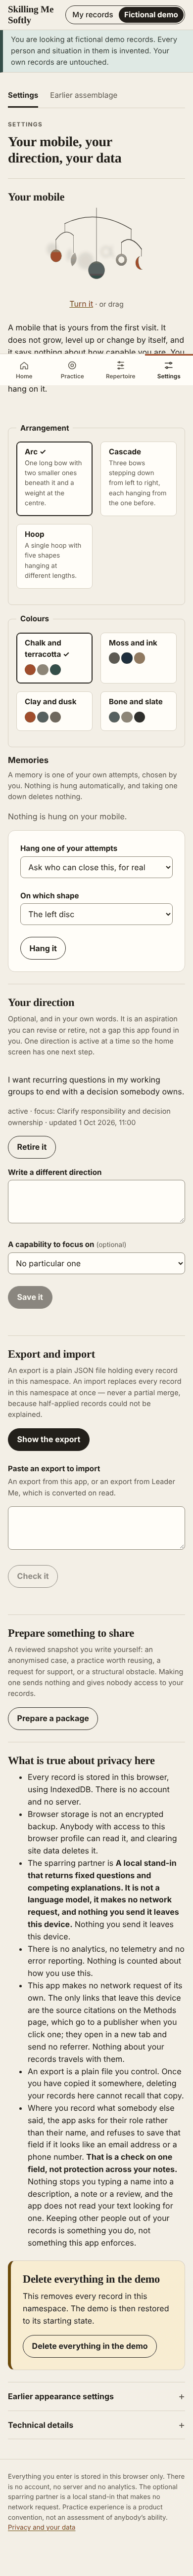 Skilling Me
Softly
My records
Fictional demo
You are looking at fictional demo records. Every
person and situation in them is invented. Your
own records are untouched.
Settings
Earlier assemblage
SETTINGS
Your mobile, your
direction, your data
Your mobile
Turn it · or drag
A mobile that is yours from the first visit. It
does not grow, level up or change by itself, and
it says nothing about how capable you are. You
Home
Practice
Repertoire
Settings
hang on it.
Arrangement
Arc ✓
One long bow with
two smaller ones
beneath it and a
weight at the
centre.
Cascade
Three bows
stepping down
from left to right,
each hanging from
the one before.
Hoop
A single hoop with
five shapes
hanging at
different lengths.
Colours
Chalk and
terracotta ✓
Moss and ink
Clay and dusk
Bone and slate
Memories
A memory is one of your own attempts, chosen by
you. Nothing is hung automatically, and taking one
down deletes nothing.
Nothing is hung on your mobile.
Hang one of your attempts
Ask who can close this, for real
On which shape
The left disc
Hang it
Your direction
Optional, and in your own words. It is an aspiration
you can revise or retire, not a gap this app found in
you. One direction is active at a time so the home
screen has one next step.
I want recurring questions in my working
groups to end with a decision somebody owns.
active · focus: Clarify responsibility and decision
ownership · updated 1 Oct 2026, 11:00
Retire it
Write a different direction
A capability to focus on (optional)
No particular one
Save it
Export and import
An export is a plain JSON file holding every record
in this namespace. An import replaces every record
in this namespace at once — never a partial merge,
because half-applied records could not be
explained.
Show the export
Paste an export to import
An export from this app, or an export from Leader
Me, which is converted on read.
Check it
Prepare something to share
A reviewed snapshot you write yourself: an
anonymised case, a practice worth reusing, a
request for support, or a structural obstacle. Making
one sends nothing and gives nobody access to your
records.
Prepare a package
What is true about privacy here
• Every record is stored in this browser,
using IndexedDB. There is no account
and no server.
• Browser storage is not an encrypted
backup. Anybody with access to this
browser profile can read it, and clearing
site data deletes it.
• The sparring partner is A local stand-in
that returns fixed questions and
competing explanations. It is not a
language model, it makes no network
request, and nothing you send it leaves
this device. Nothing you send it leaves
this device.
• There is no analytics, no telemetry and no
error reporting. Nothing is counted about
how you use this.
• This app makes no network request of its
own. The only links that leave this device
are the source citations on the Methods
page, which go to a publisher when you
click one; they open in a new tab and
send no referrer. Nothing about your
records travels with them.
• An export is a plain file you control. Once
you have copied it somewhere, deleting
your records here cannot recall that copy.
• Where you record what somebody else
said, the app asks for their role rather
than their name, and refuses to save that
field if it looks like an email address or a
phone number. That is a check on one
field, not protection across your notes.
Nothing stops you typing a name into a
description, a note or a review, and the
app does not read your text looking for
one. Keeping other people out of your
records is something you do, not
something this app enforces.
Delete everything in the demo
This removes every record in this
namespace. The demo is then restored
to its starting state.
Delete everything in the demo
Earlier appearance settings +
Technical details +
Everything you enter is stored in this browser only. There
is no account, no server and no analytics. The optional
sparring partner is a local stand-in that makes no
network request. Practice experience is a product
convention, not an assessment of anybody's ability.
Privacy and your data